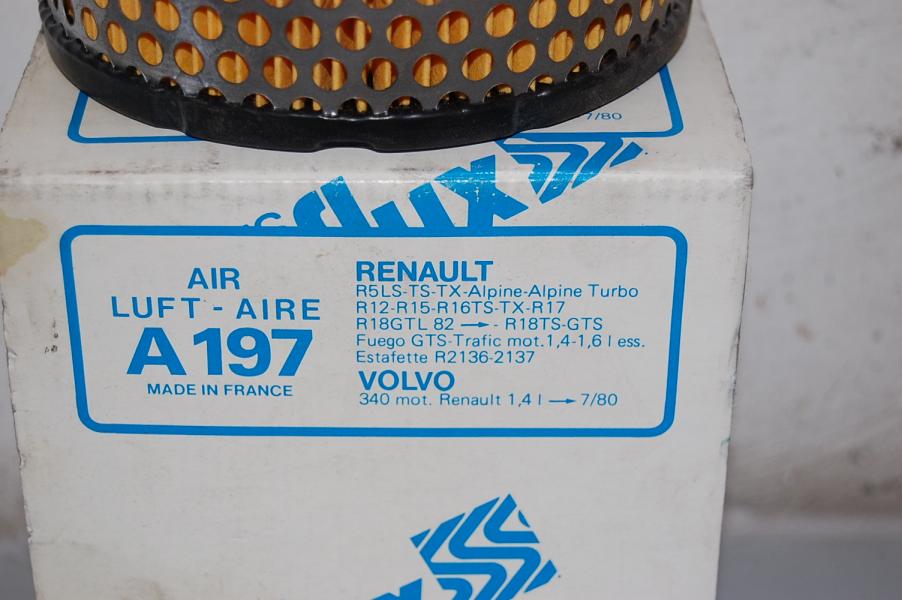 7/80
flux
AIR
LUFT - AIRE
A 197
MADE IN FRANCE
RENAULT
R5LS-TS-TX-Alpine-Alpine Turbo
R12-R15-R16TS-TX-R17
R18GTL 82 → - R18TS-GTS
Fuego GTS-Trafic mot.1,4-1,6 l ess.
Estafette R2136-2137
VOLVO
340 mot. Renault 1,4 l → 7/80